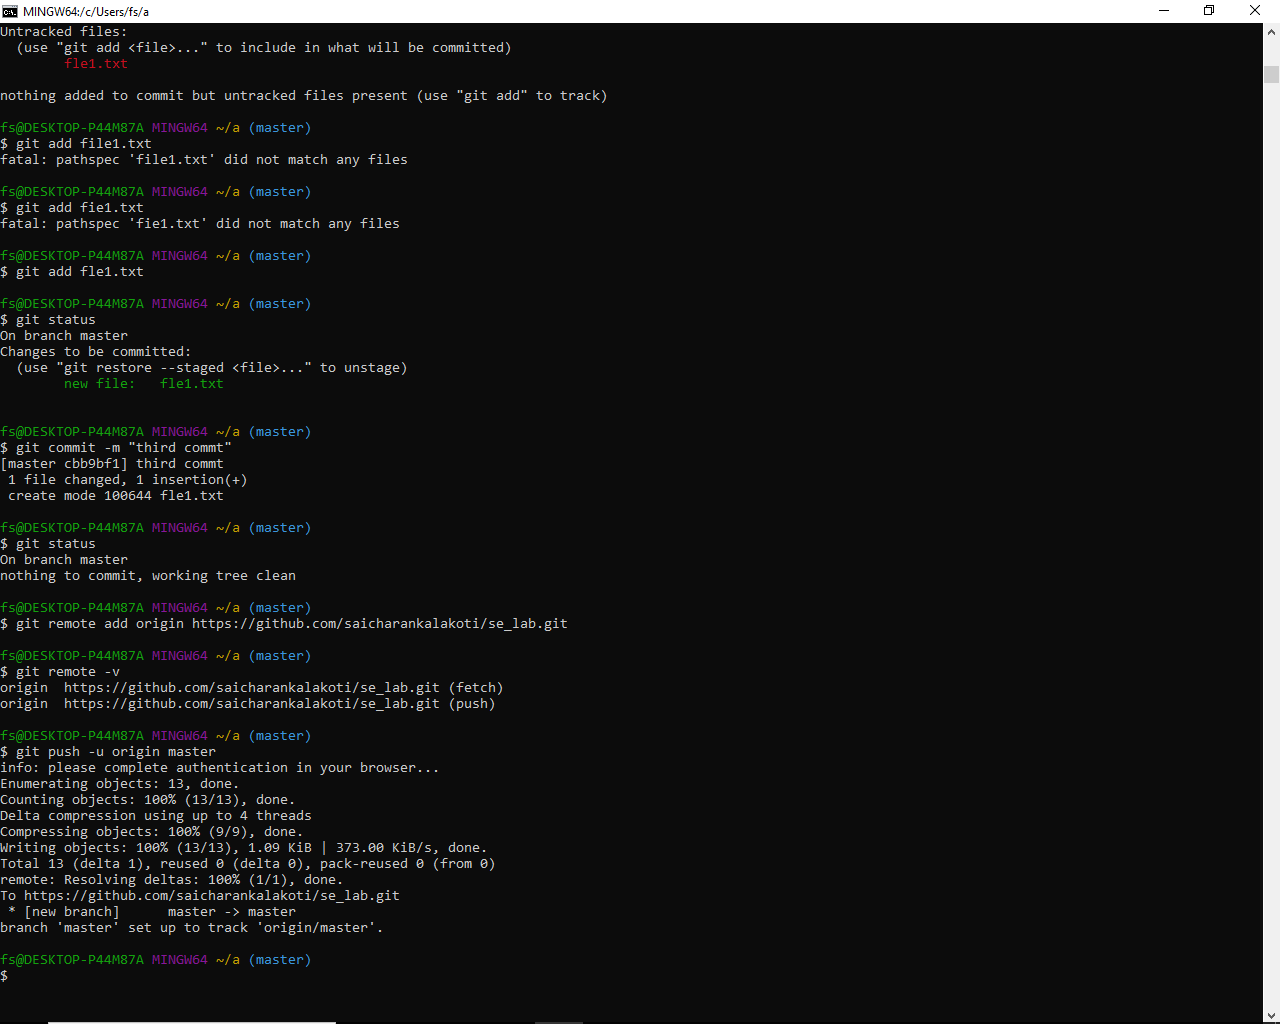 MINGW64:/c/Users/fs/a
Untracked files:
  (use "git add <file>..." to include in what will be committed)
        fle1.txt
nothing added to commit but untracked files present (use "git add" to track)
fs@DESKTOP-P44M87A MINGW64 ~/a (master)
$ git add file1.txt
fatal: pathspec 'file1.txt' did not match any files
fs@DESKTOP-P44M87A MINGW64 ~/a (master)
$ git add fie1.txt
fatal: pathspec 'fie1.txt' did not match any files
fs@DESKTOP-P44M87A MINGW64 ~/a (master)
$ git add fle1.txt
fs@DESKTOP-P44M87A MINGW64 ~/a (master)
$ git status
On branch master
Changes to be committed:
  (use "git restore --staged <file>..." to unstage)
        new file:   fle1.txt
fs@DESKTOP-P44M87A MINGW64 ~/a (master)
$ git commit -m "third commt"
[master cbb9bf1] third commt
 1 file changed, 1 insertion(+)
 create mode 100644 fle1.txt
fs@DESKTOP-P44M87A MINGW64 ~/a (master)
$ git status
On branch master
nothing to commit, working tree clean
fs@DESKTOP-P44M87A MINGW64 ~/a (master)
$ git remote add origin https://github.com/saicharankalakoti/se_lab.git
fs@DESKTOP-P44M87A MINGW64 ~/a (master)
$ git remote -v
origin  https://github.com/saicharankalakoti/se_lab.git (fetch)
origin  https://github.com/saicharankalakoti/se_lab.git (push)
fs@DESKTOP-P44M87A MINGW64 ~/a (master)
$ git push -u origin master
info: please complete authentication in your browser...
Enumerating objects: 13, done.
Counting objects: 100% (13/13), done.
Delta compression using up to 4 threads
Compressing objects: 100% (9/9), done.
Writing objects: 100% (13/13), 1.09 KiB | 373.00 KiB/s, done.
Total 13 (delta 1), reused 0 (delta 0), pack-reused 0 (from 0)
remote: Resolving deltas: 100% (1/1), done.
To https://github.com/saicharankalakoti/se_lab.git
 * [new branch]      master -> master
branch 'master' set up to track 'origin/master'.
fs@DESKTOP-P44M87A MINGW64 ~/a (master)
$